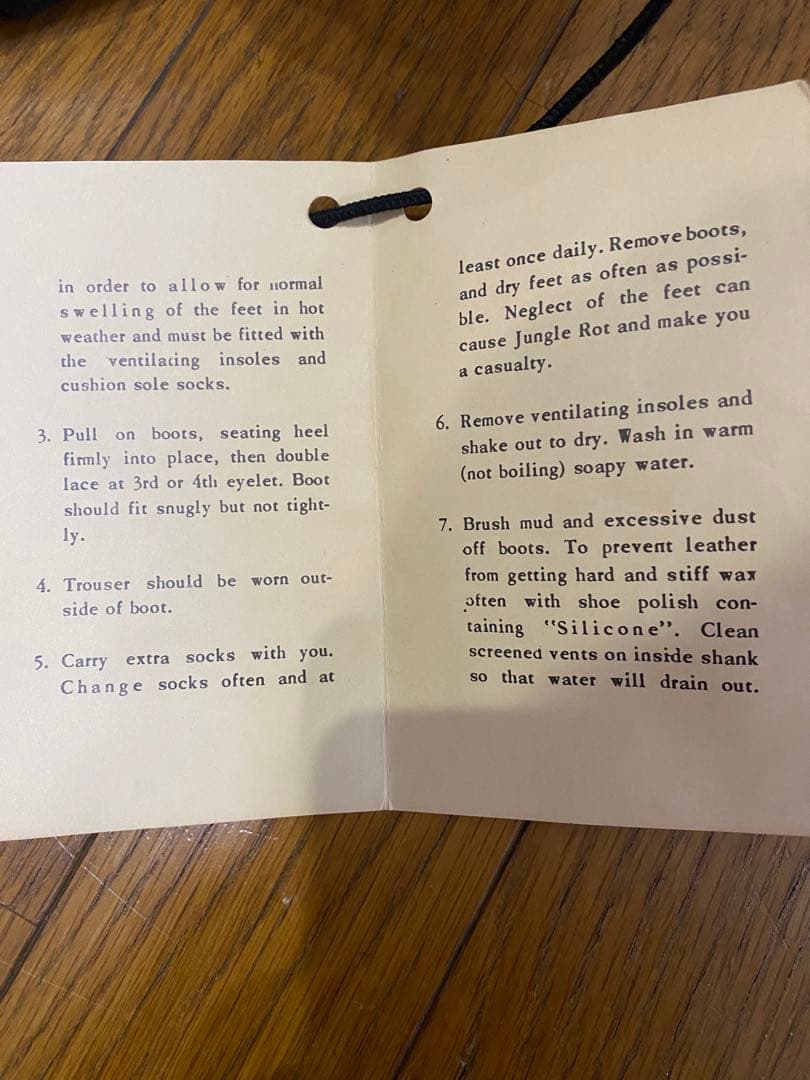 in order to allow for normal
swelling of the feet in hot
weather and must be fitted with
the ventilating insoles and
cushion sole socks.
3. Pull on boots, seating heel
firmly into place, then double
lace at 3rd or 4th eyelet. Boot
should fit snugly but not tight-
ly.
4. Trouser should be worn out-
side of boot.
5. Carry extra socks with you.
Change socks often and at
least once daily. Remove boots,
and dry feet as often as possi-
ble. Neglect of the feet can
cause Jungle Rot and make you
a casualty.
6. Remove ventilating insoles and
shake out to dry. Wash in warm
(not boiling) soapy water.
7. Brush mud and excessive dust
off boots. To prevent leather
from getting hard and stiff wax
often with shoe polish con-
taining "Silicone". Clean
screened vents on inside shank
so that water will drain out.